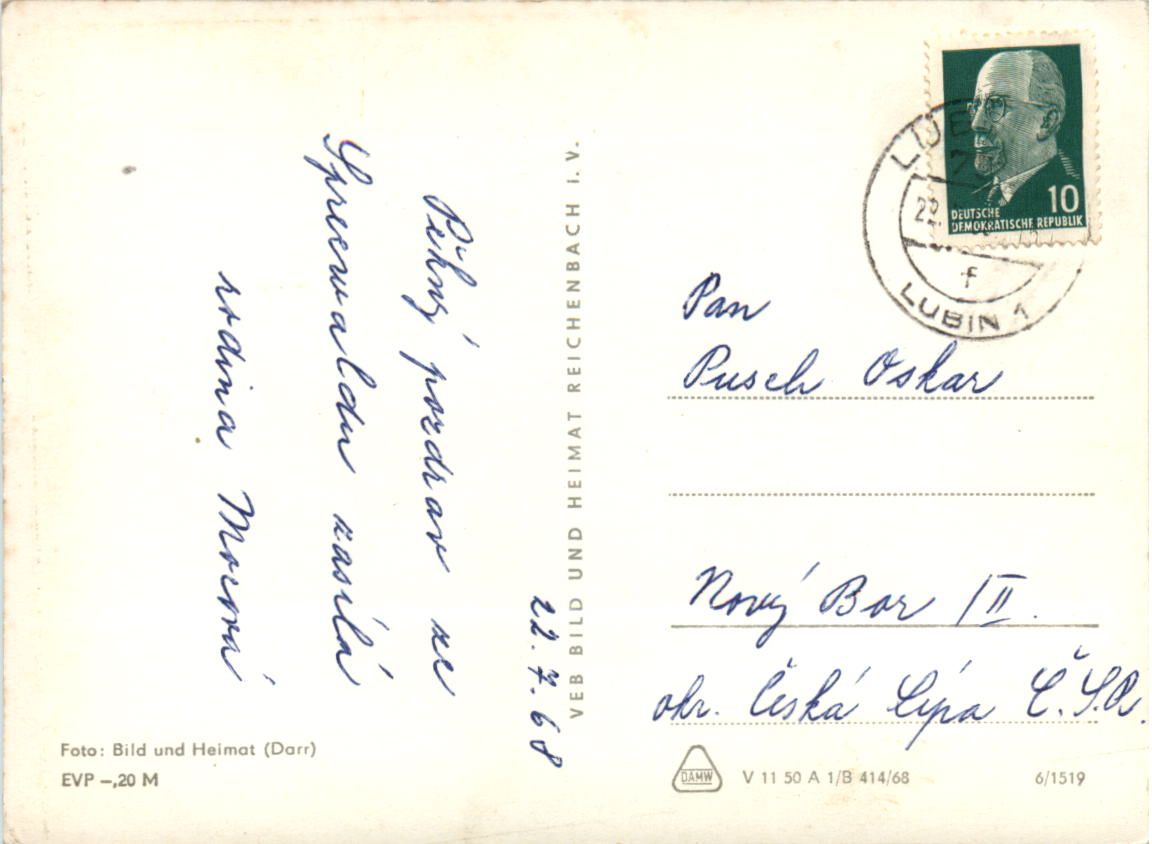 22.7.68
Pěkný pozdrav ze
Spreewaldu zasílá
rodina Morová
Foto: Bild und Heimat (Darr)
EVP –,20 M
VEB BILD UND HEIMAT REICHENBACH i. V.
10
DEUTSCHE
DEMOKRATISCHE REPUBLIK
22.
f
LUBIN 1
Pan
Pusch Oskar
Nový Bor /II.
okr. Česká Lípa Č.S.R.
DAMW
V 11 50 A 1/B 414/68
6/1519